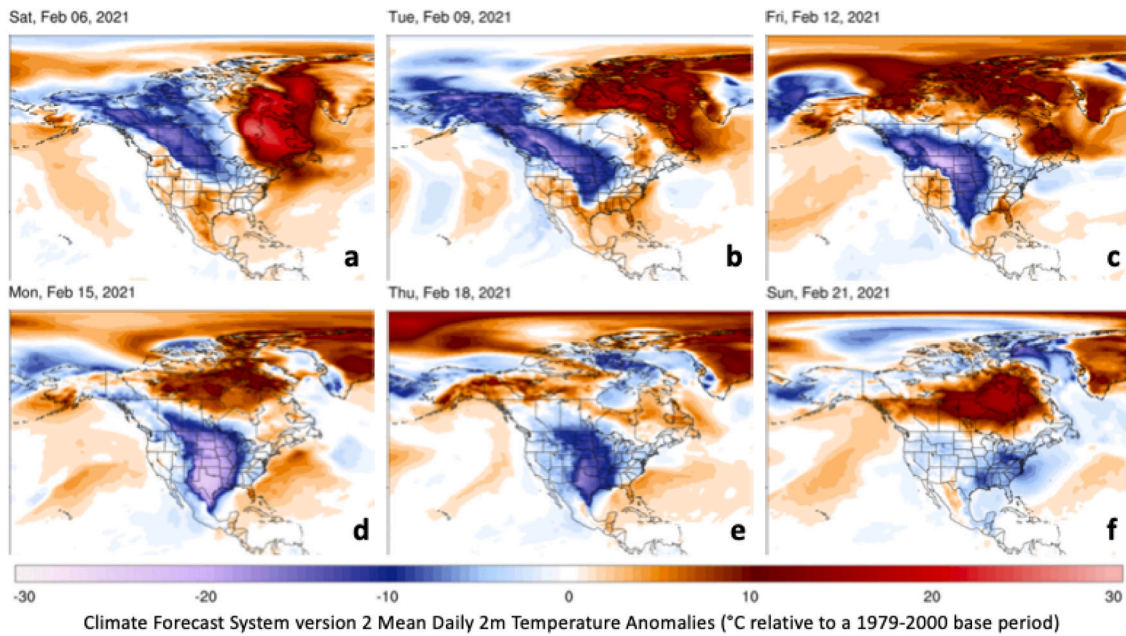 Sat, Feb 06, 2021
Tue, Feb 09, 2021
Fri, Feb 12, 2021
a
b
c
Mon, Feb 15, 2021
Thu, Feb 18, 2021
Sun, Feb 21, 2021
d
e
f
-30 -20 -10 0 10 20 30
Climate Forecast System version 2 Mean Daily 2m Temperature Anomalies (°C relative to a 1979-2000 base period)